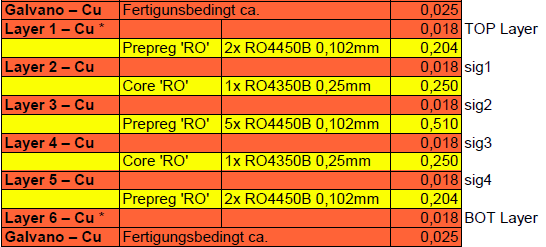 Galvano – Cu Fertigunsbedingt ca. 0,025
Layer 1 – Cu * 0,018 TOP Layer
Prepreg 'RO' 2x RO4450B 0,102mm 0,204
Layer 2 – Cu 0,018 sig1
Core 'RO' 1x RO4350B 0,25mm 0,250
Layer 3 – Cu 0,018 sig2
Prepreg 'RO' 5x RO4450B 0,102mm 0,510
Layer 4 – Cu 0,018 sig3
Core 'RO' 1x RO4350B 0,25mm 0,250
Layer 5 – Cu 0,018 sig4
Prepreg 'RO' 2x RO4450B 0,102mm 0,204
Layer 6 – Cu * 0,018 BOT Layer
Galvano – Cu Fertigunsbedingt ca. 0,025